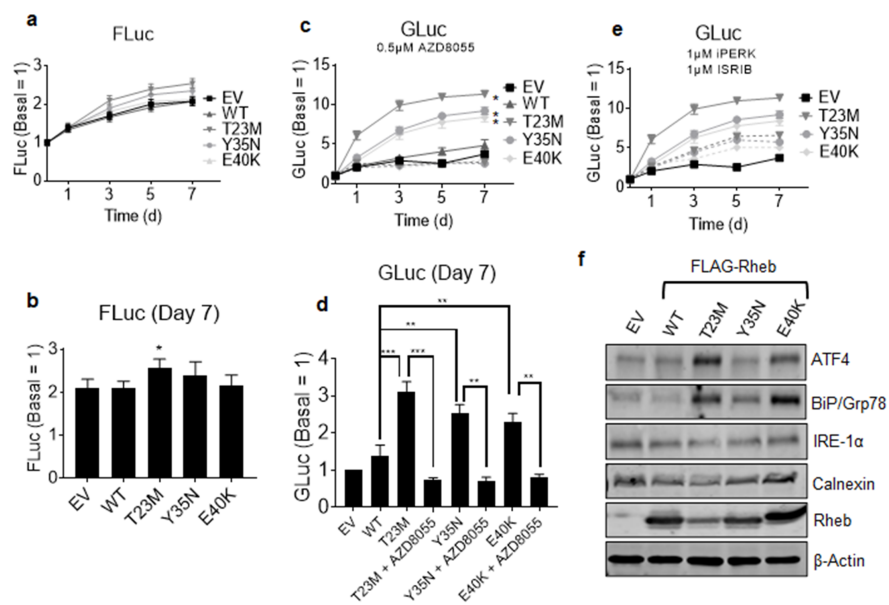 a
FLuc
FLuc (Basal = 1)
3
2
1
0
1
3
5
7
Time (d)
EV
WT
T23M
Y35N
E40K
c
GLuc
0.5µM AZD8055
GLuc (Basal = 1)
15
10
5
0
1
3
5
7
Time (d)
*
*
*
EV
WT
T23M
Y35N
E40K
e
GLuc
1µM iPERK
1µM ISRIB
GLuc (Basal = 1)
15
10
5
0
1
3
5
7
Time (d)
EV
T23M
Y35N
E40K
b
FLuc (Day 7)
FLuc (Basal = 1)
3
2
1
0
*
EV
WT
T23M
Y35N
E40K
d
GLuc (Day 7)
GLuc (Basal = 1)
4
3
2
1
0
**
**
***
***
**
**
EV
WT
T23M
T23M + AZD8055
Y35N
Y35N + AZD8055
E40K
E40K + AZD8055
f
FLAG-Rheb
EV
WT
T23M
Y35N
E40K
ATF4
BiP/Grp78
IRE-1α
Calnexin
Rheb
β-Actin